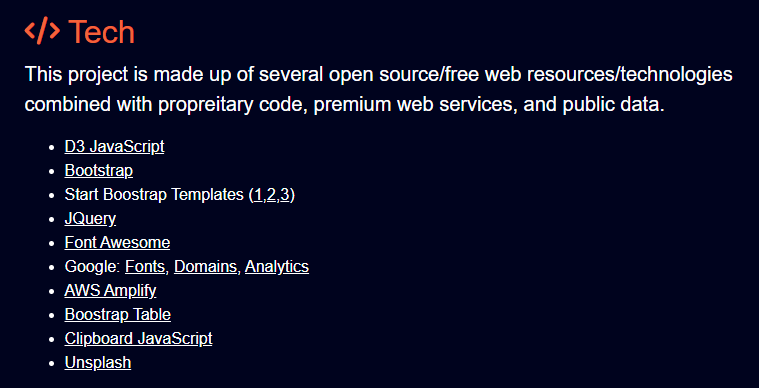 </> Tech
This project is made up of several open source/free web resources/technologies
combined with propreitary code, premium web services, and public data.
• D3 JavaScript
• Bootstrap
• Start Boostrap Templates (1,2,3)
• JQuery
• Font Awesome
• Google: Fonts, Domains, Analytics
• AWS Amplify
• Boostrap Table
• Clipboard JavaScript
• Unsplash